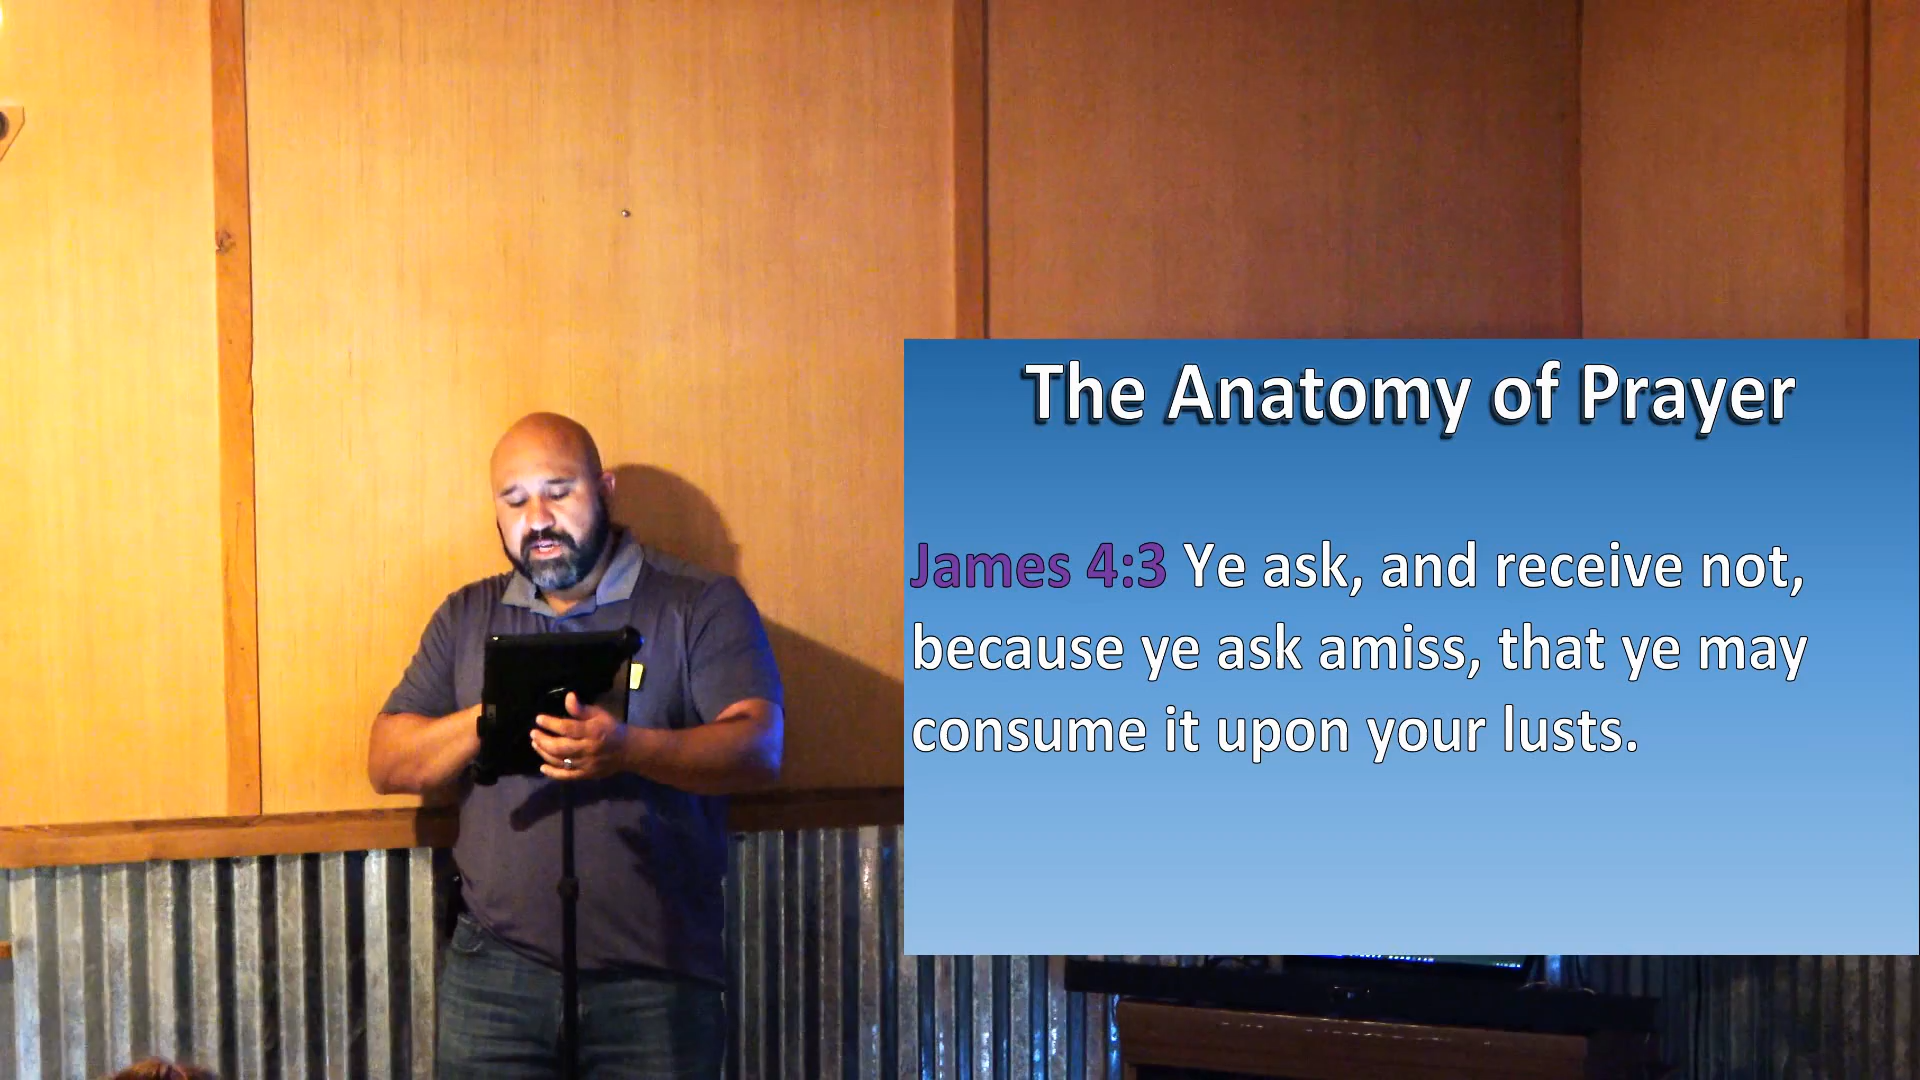 The Anatomy of Prayer
James 4:3 Ye ask, and receive not,
because ye ask amiss, that ye may
consume it upon your lusts.